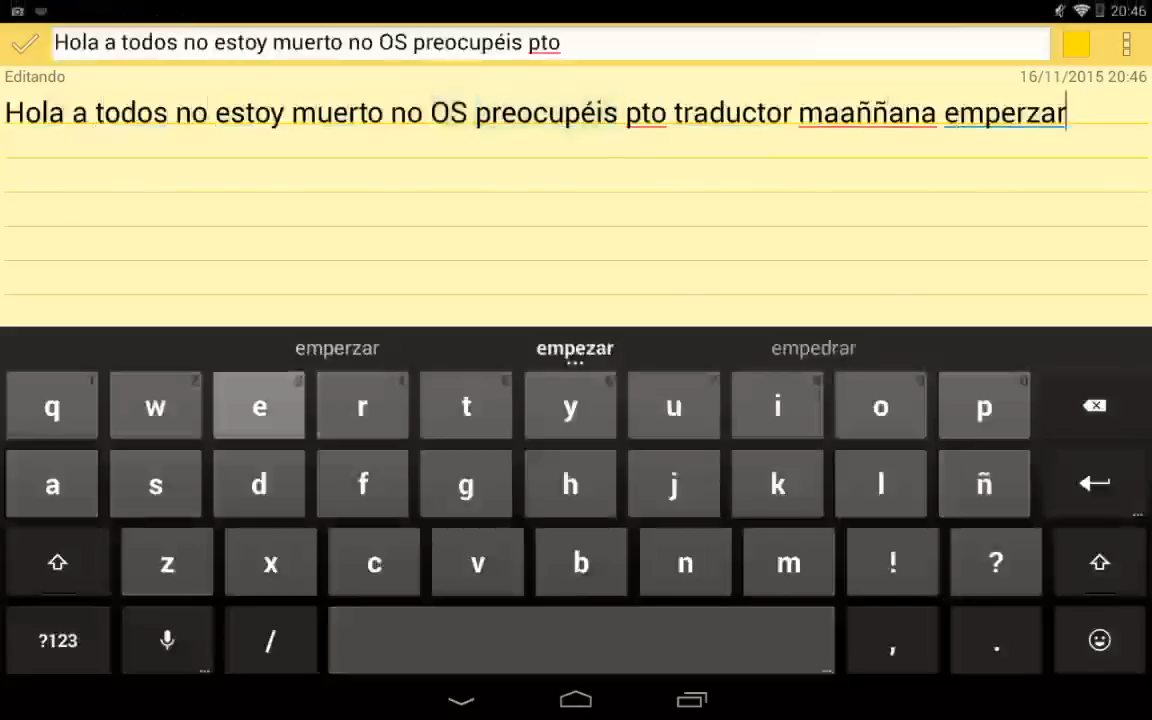 20:46
Hola a todos no estoy muerto no OS preocupéis pto
Editando
16/11/2015 20:46
Hola a todos no estoy muerto no OS preocupéis pto traductor maaññana emperzar
emperzar empezar empedrar
q w e r t y u i o p
a s d f g h j k l ñ
z x c v b n m ! ?
?123 / , .